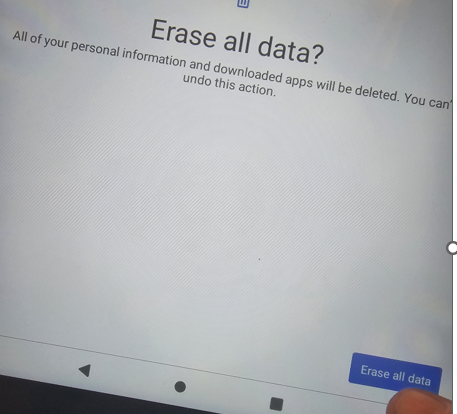 Erase all data?
All of your personal information and downloaded apps will be deleted. You can'
undo this action.
Erase all data